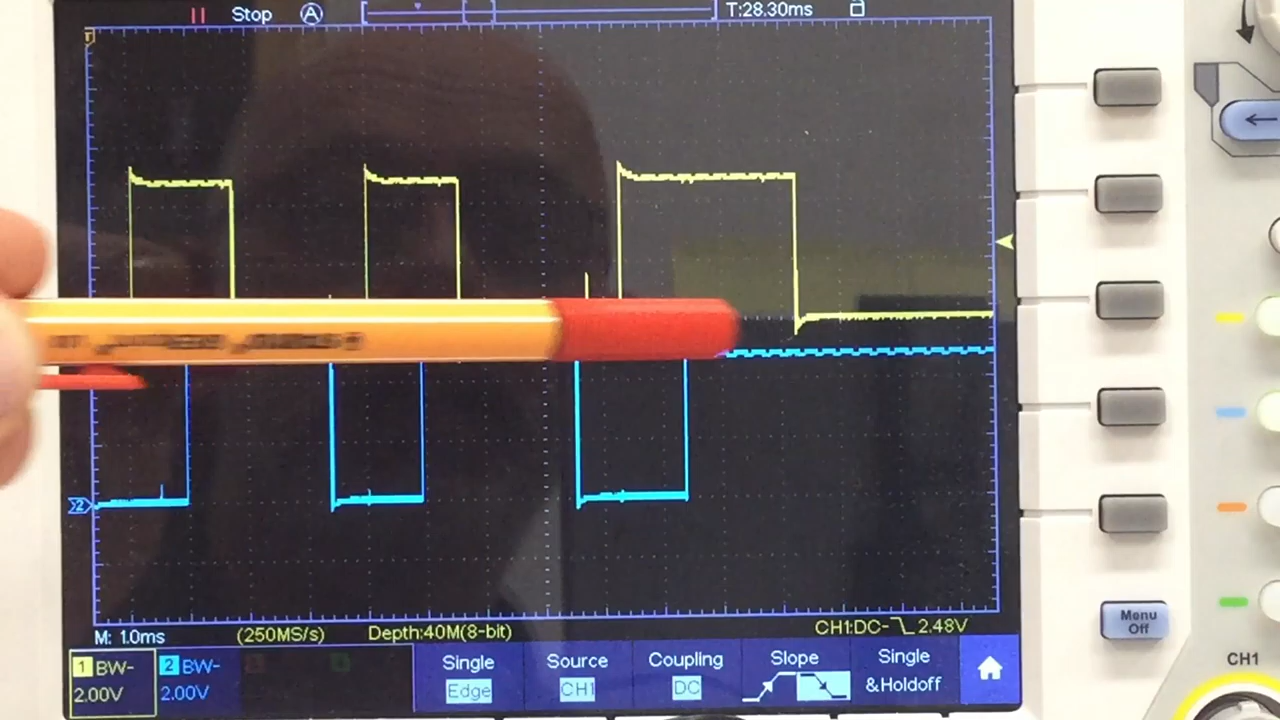 Stop A T:28.30ms
T
2
M: 1.0ms (250MS/s) Depth:40M(8-bit) CH1:DC- 2.48V
1 BW- 2 BW-
2.00V 2.00V
Single Source Coupling Slope Single
Edge CH1 DC &Holdoff
Menu
Off
CH1